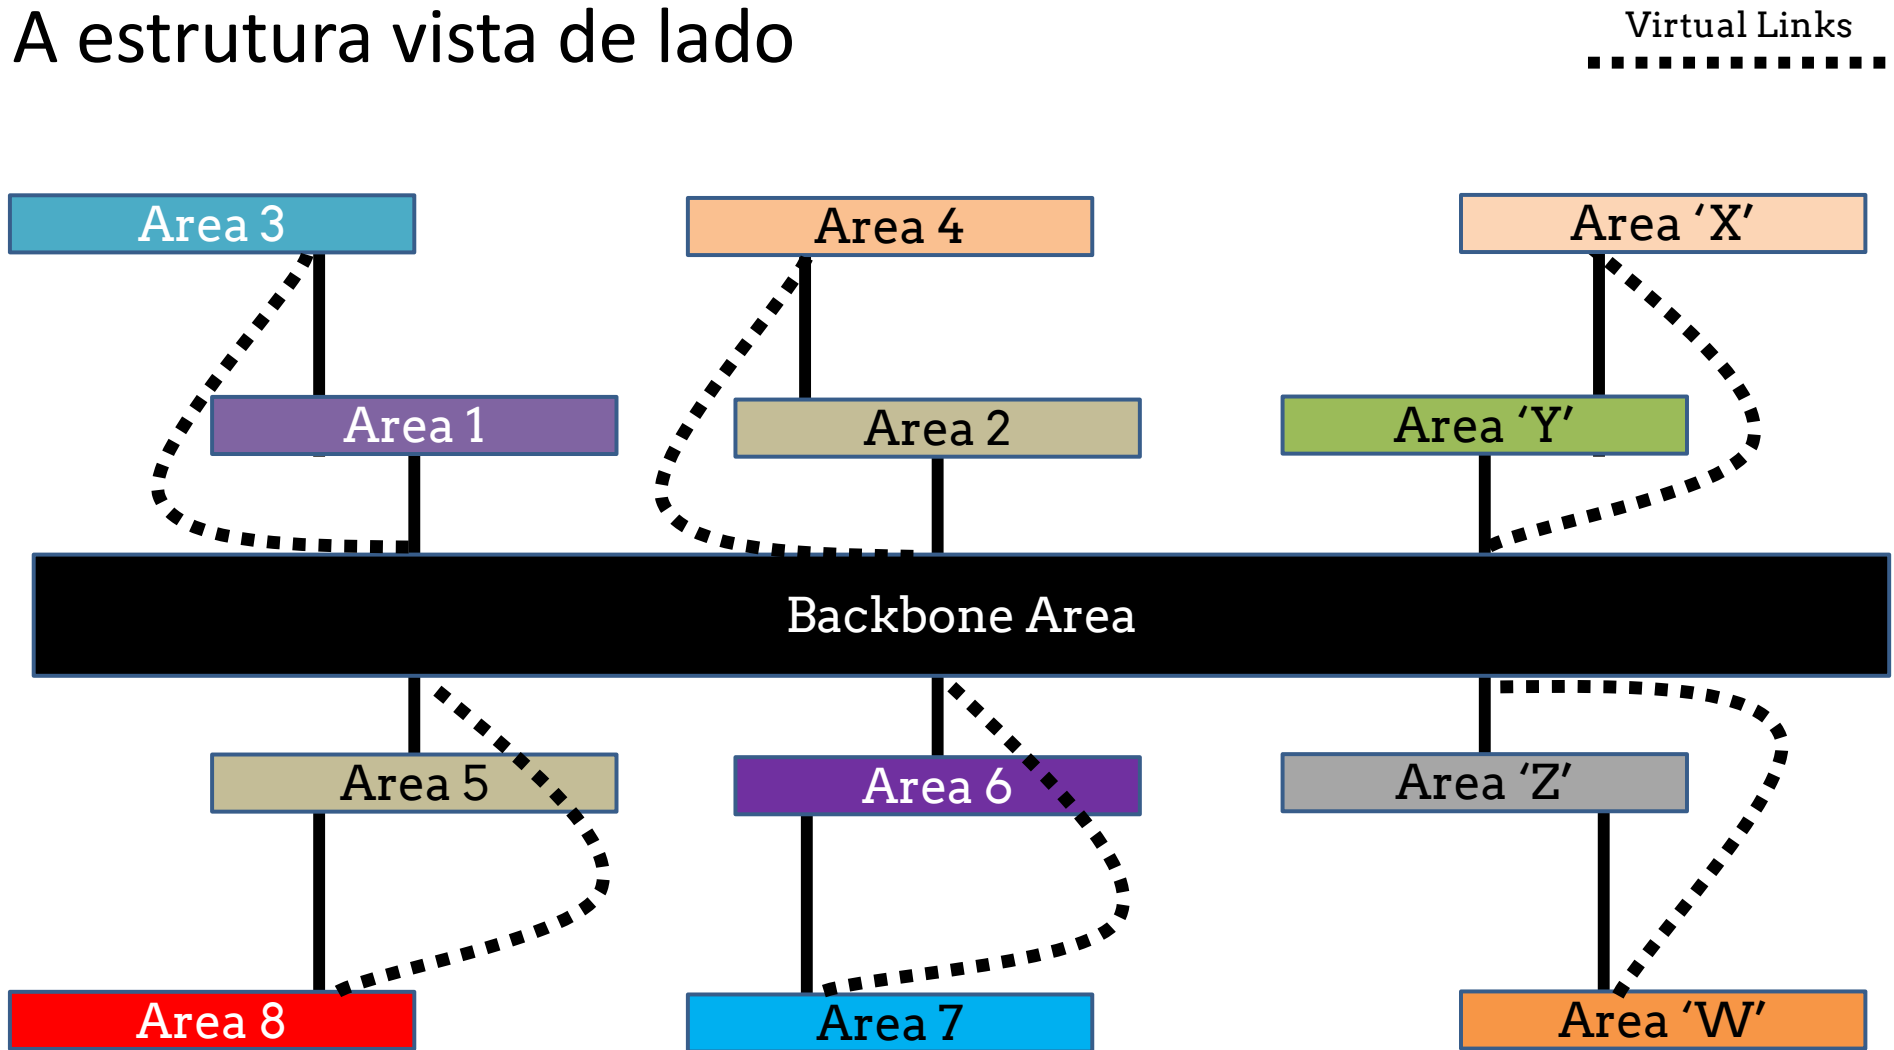 A estrutura vista de lado
Virtual Links
Area 3
Area 4
Area ‘X’
Area 1
Area 2
Area ‘Y’
Backbone Area
Area 5
Area 6
Area ‘Z’
Area 8
Area 7
Area ‘W’